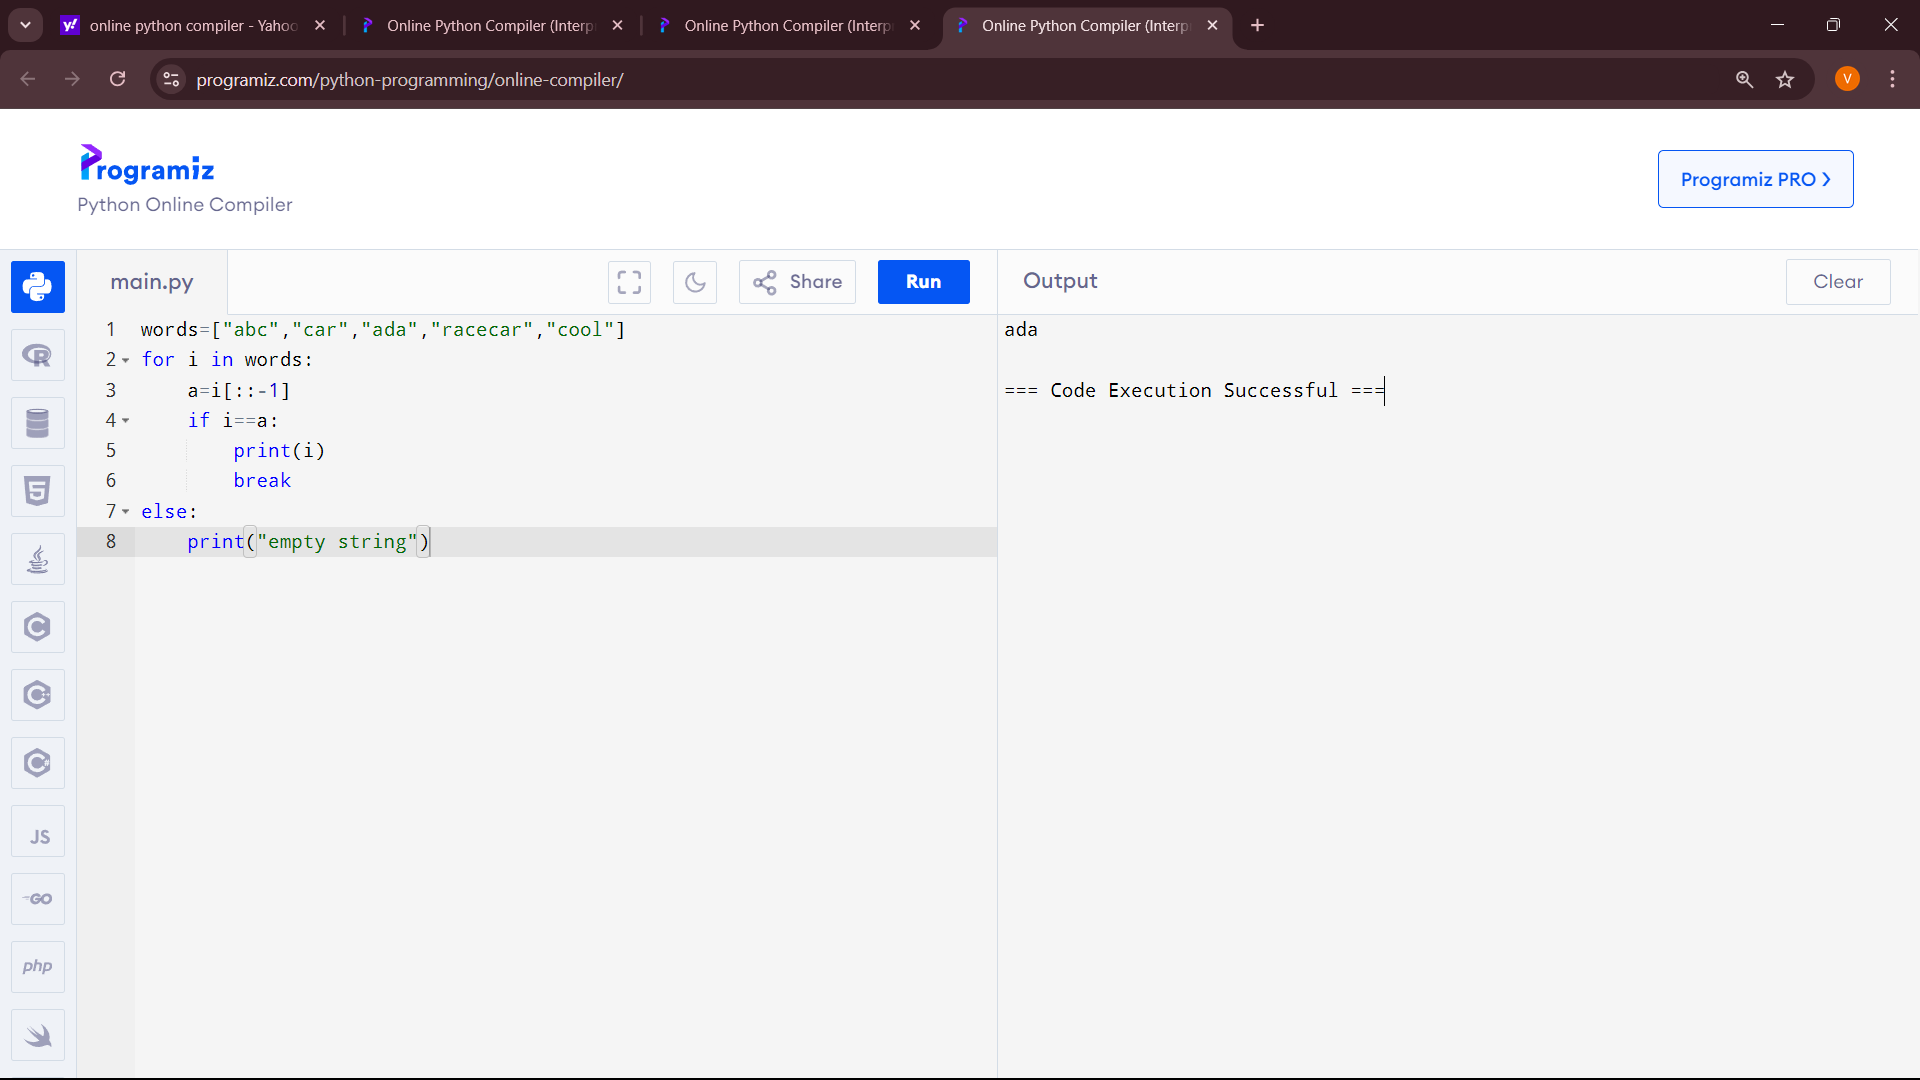 online python compiler - Yahoo
Online Python Compiler (Interp
Online Python Compiler (Interp
Online Python Compiler (Interp
programiz.com/python-programming/online-compiler/
V
Programiz
Python Online Compiler
Programiz PRO
main.py
Share
Run
Output
Clear
1 words=["abc","car","ada","racecar","cool"]
2 for i in words:
3     a=i[::-1]
4     if i==a:
5         print(i)
6         break
7 else:
8     print("empty string")
ada
=== Code Execution Successful ===
R
5
C
C++
C#
JS
GO
php